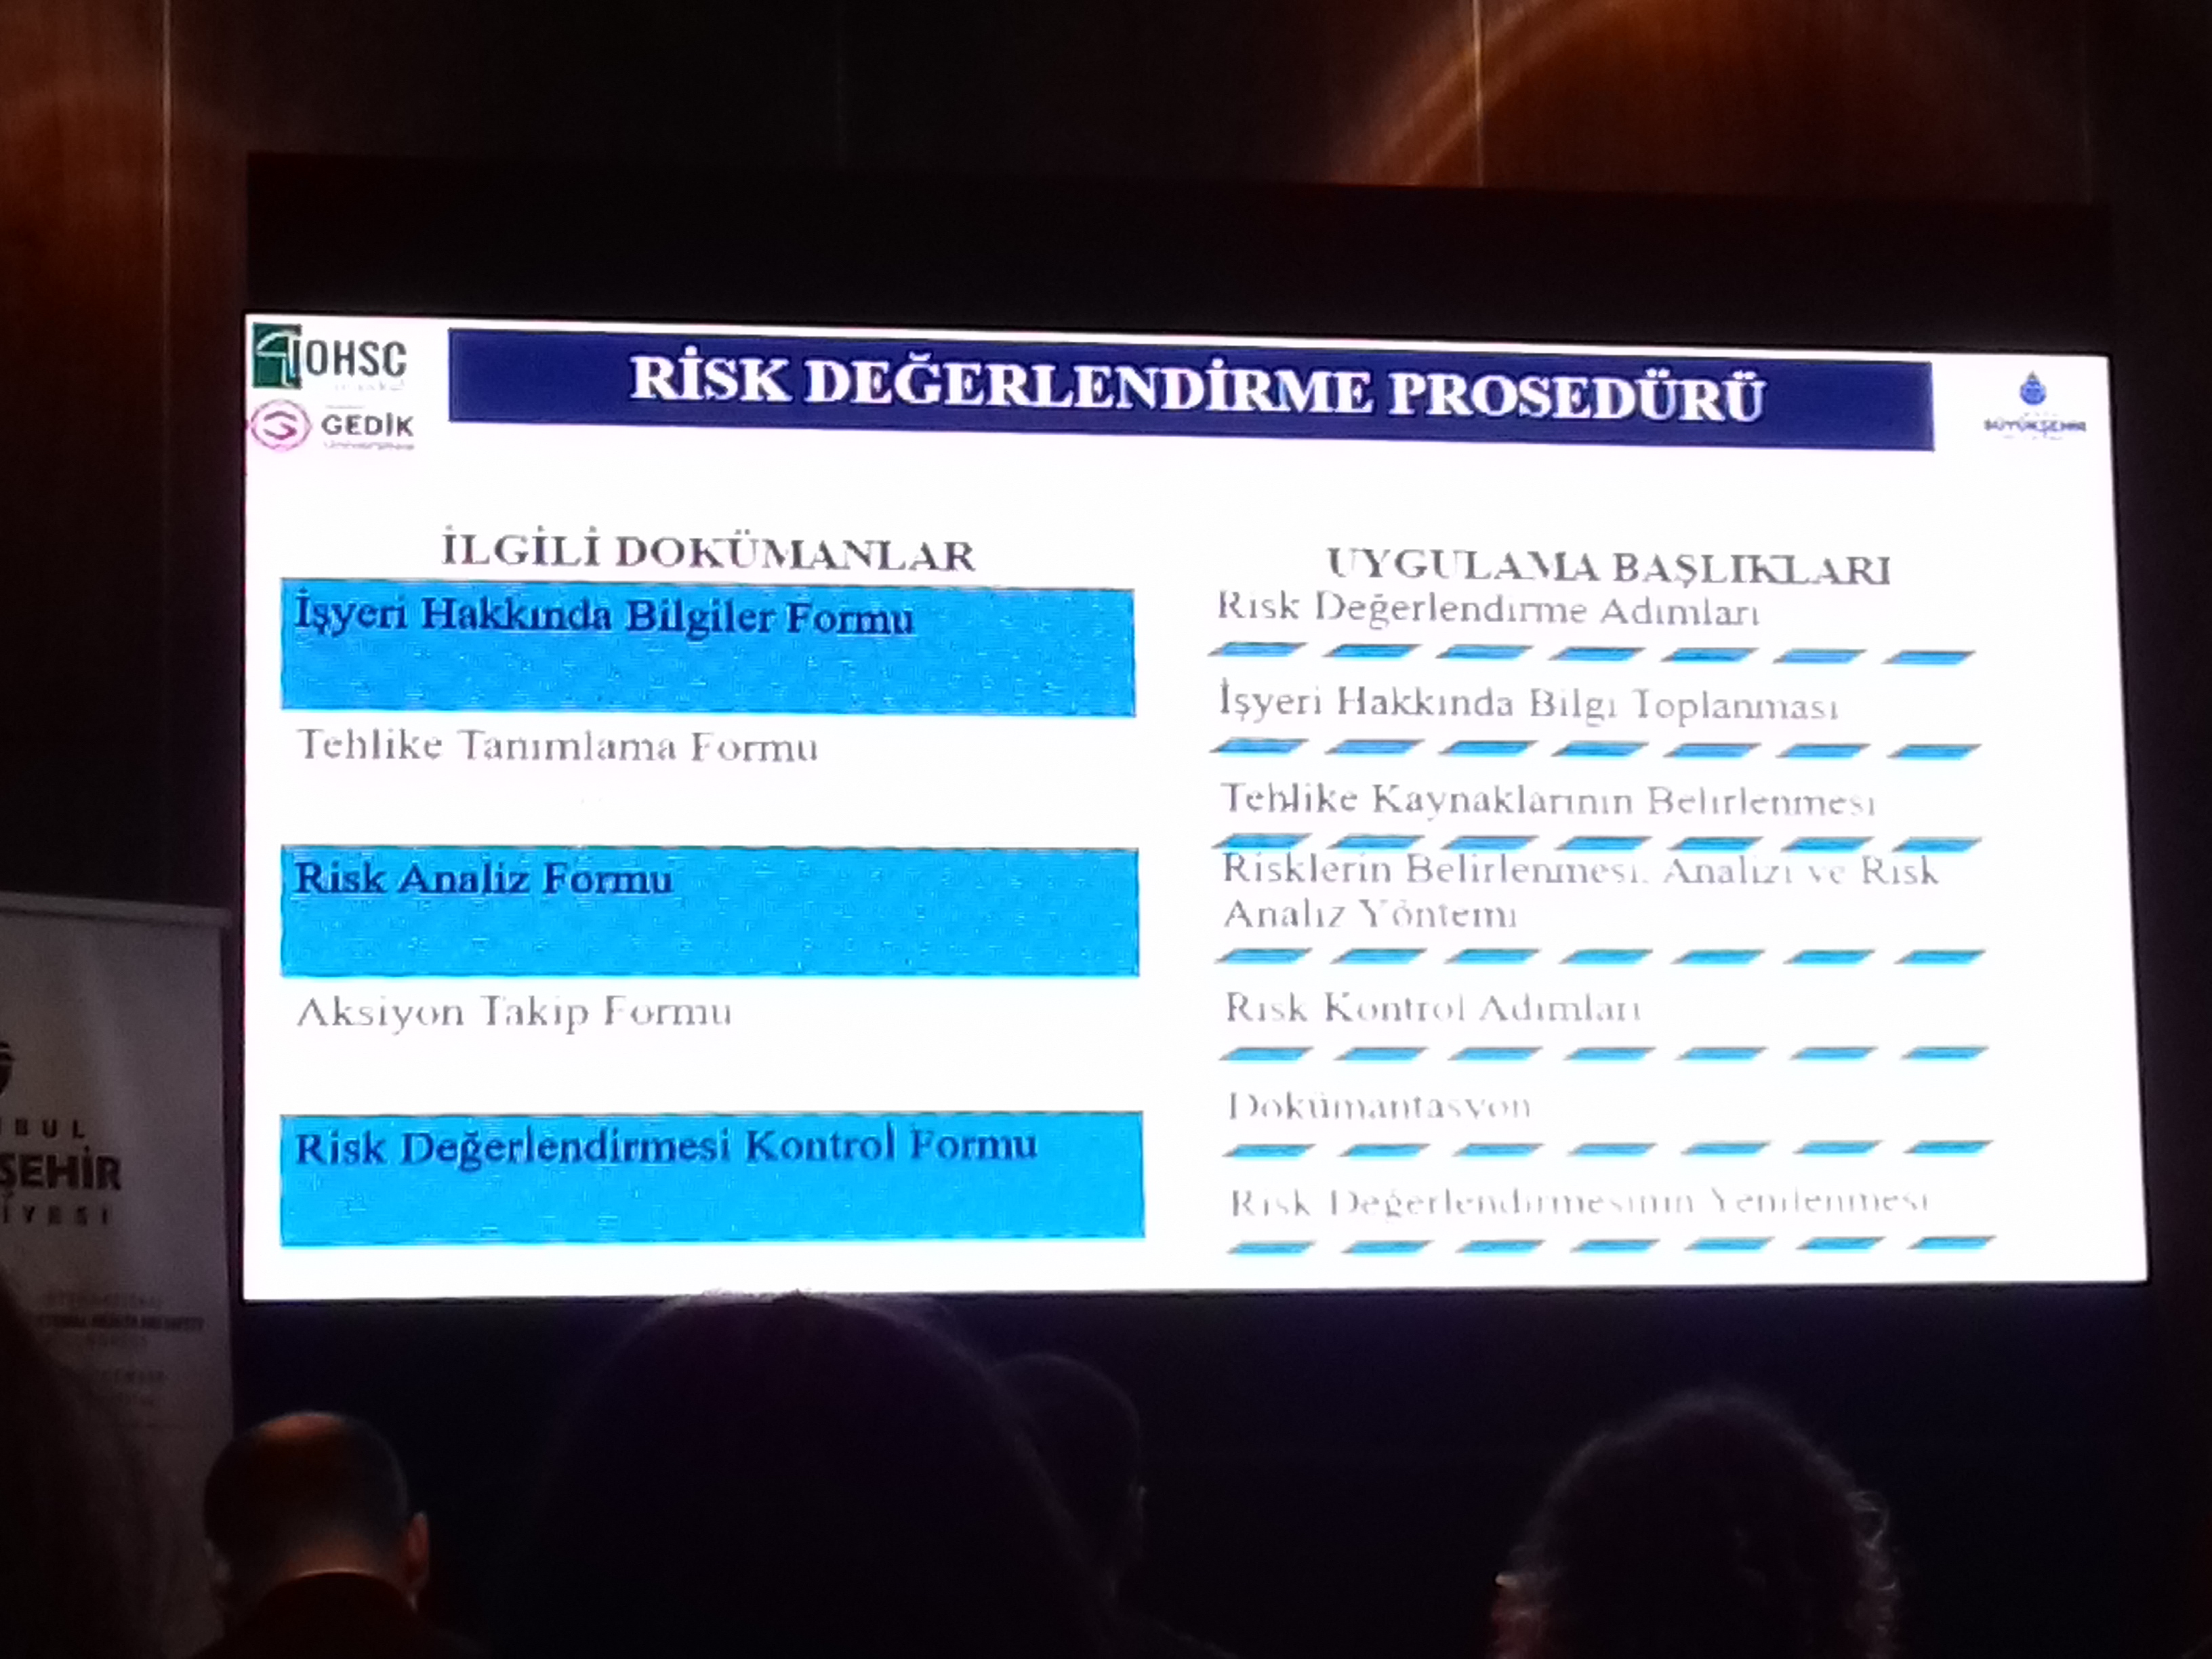 IOHSC
GEDİK
RİSK DEĞERLENDİRME PROSEDÜRÜ
BÜYÜKŞEHİR
İLGİLİ DOKÜMANLAR
İşyeri Hakkında Bilgiler Formu
Tehlike Tanımlama Formu
Risk Analiz Formu
Aksiyon Takip Formu
Risk Değerlendirmesi Kontrol Formu
UYGULAMA BAŞLIKLARI
Risk Değerlendirme Adımları
İşyeri Hakkında Bilgi Toplanması
Tehlike Kaynaklarının Belirlenmesi
Risklerin Belirlenmesi, Analizi ve Risk
Analiz Yöntemi
Risk Kontrol Adımları
Dokümantasyon
Risk Değerlendirmesinin Yenilenmesi
BUL
ŞEHİR
İYESİ